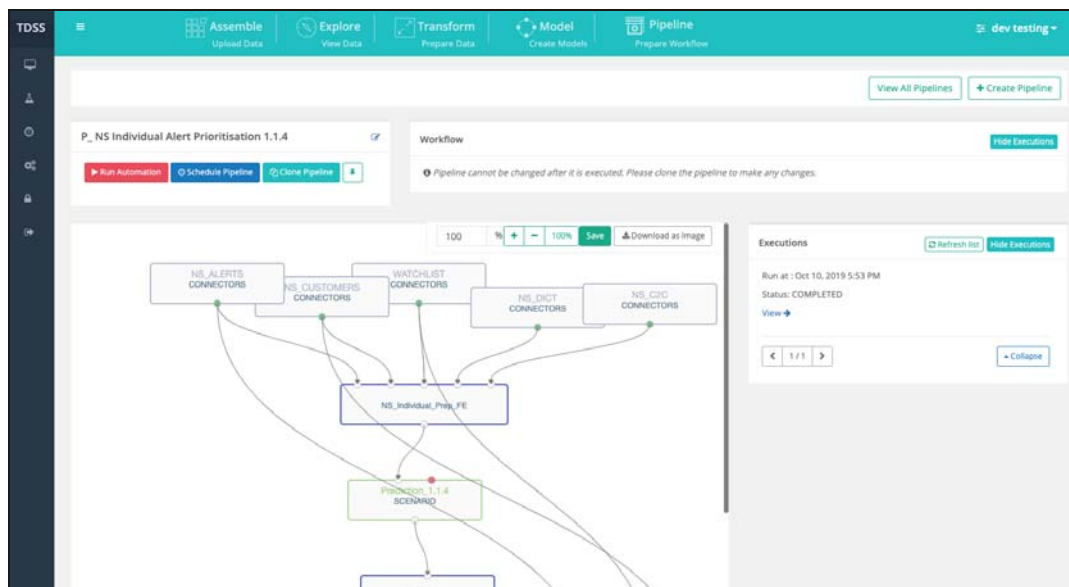 TDSS
Assemble
Upload Data
Explore
View Data
Transform
Prepare Data
Model
Create Models
Pipeline
Prepare Workflow
dev testing
View All Pipelines
+ Create Pipeline
P_ NS Individual Alert Prioritisation 1.1.4
Run Automation
Schedule Pipeline
Clone Pipeline
Workflow
Hide Executions
Pipeline cannot be changed after it is executed. Please clone the pipeline to make any changes.
100 % + − 100% Save Download as Image
NS_ALERTS
CONNECTORS
NS_CUSTOMERS
CONNECTORS
WATCHLIST
CONNECTORS
NS_DICT
CONNECTORS
NS_C2C
CONNECTORS
NS_Individual_Prep_FE
Prediction_1.1.4
SCENARIO
Executions
Refresh list
Hide Executions
Run at : Oct 10, 2019 5:53 PM
Status: COMPLETED
View
1/1
Collapse